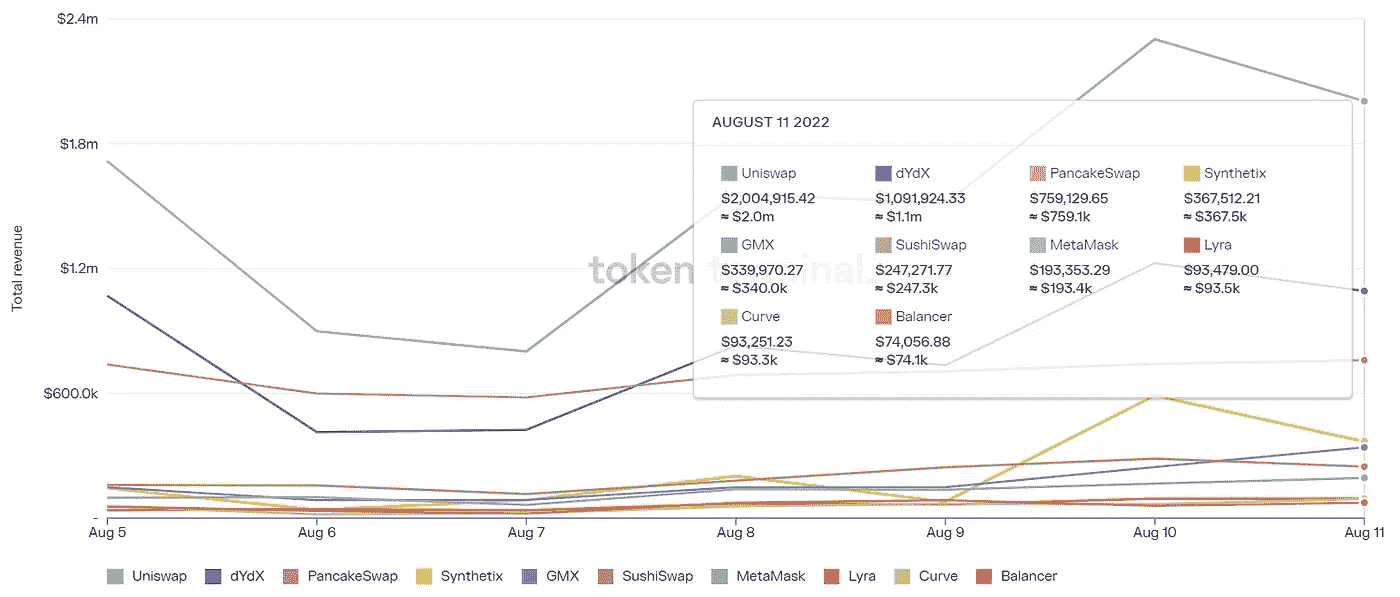 $2.4m
$1.8m
$1.2m
$600.0k
-
Total revenue
token terminal
AUGUST 11 2022
Uniswap dYdX PancakeSwap Synthetix
$2,004,915.42 $1,091,924.33 $759,129.65 $367,512.21
≈ $2.0m ≈ $1.1m ≈ $759.1k ≈ $367.5k
GMX SushiSwap MetaMask Lyra
$339,970.27 $247,271.77 $193,353.29 $93,479.00
≈ $340.0k ≈ $247.3k ≈ $193.4k ≈ $93.5k
Curve Balancer
$93,251.23 $74,056.88
≈ $93.3k ≈ $74.1k
Aug 5 Aug 6 Aug 7 Aug 8 Aug 9 Aug 10 Aug 11
Uniswap dYdX PancakeSwap Synthetix GMX SushiSwap MetaMask Lyra Curve Balancer